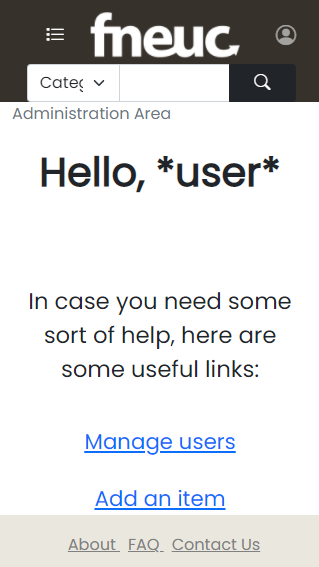 fneuc.
Categ
Administration Area
Hello, *user*
In case you need some
sort of help, here are
some useful links:
Manage users
Add an item
About FAQ Contact Us